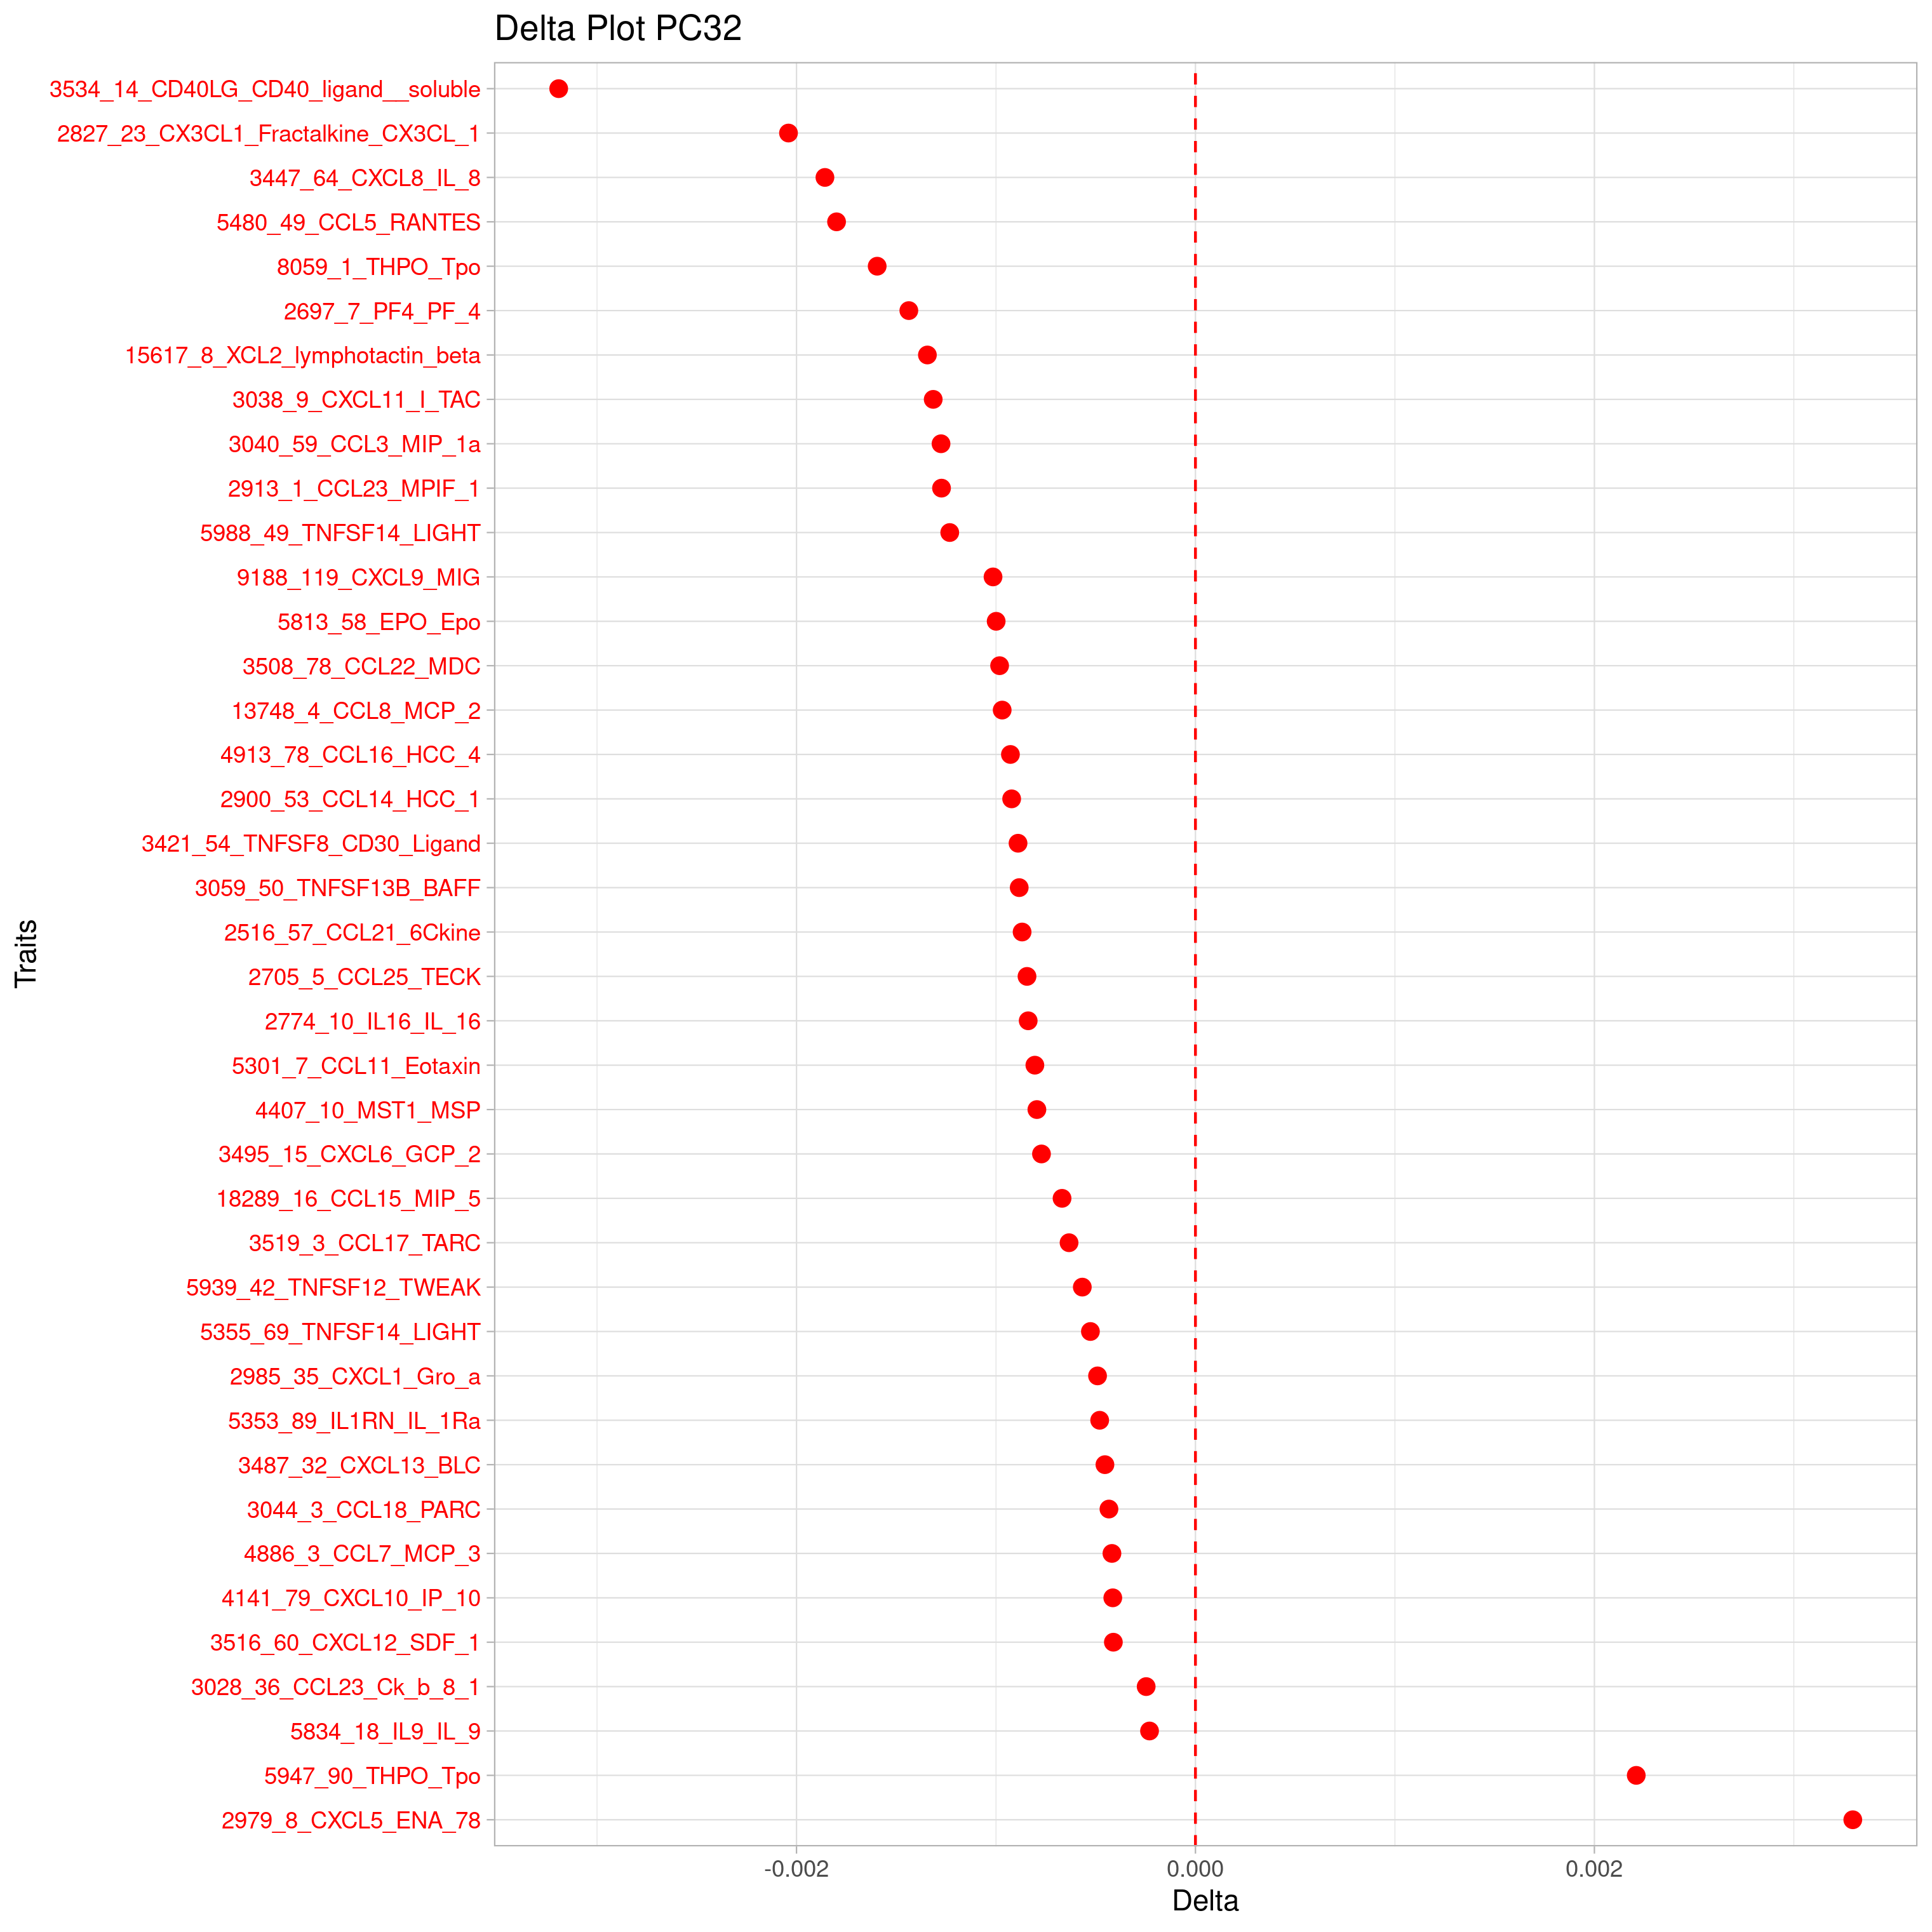 Delta Plot PC32
3534_14_CD40LG_CD40_ligand__soluble
2827_23_CX3CL1_Fractalkine_CX3CL_1
3447_64_CXCL8_IL_8
5480_49_CCL5_RANTES
8059_1_THPO_Tpo
2697_7_PF4_PF_4
15617_8_XCL2_lymphotactin_beta
3038_9_CXCL11_I_TAC
3040_59_CCL3_MIP_1a
2913_1_CCL23_MPIF_1
5988_49_TNFSF14_LIGHT
9188_119_CXCL9_MIG
5813_58_EPO_Epo
3508_78_CCL22_MDC
13748_4_CCL8_MCP_2
4913_78_CCL16_HCC_4
2900_53_CCL14_HCC_1
3421_54_TNFSF8_CD30_Ligand
3059_50_TNFSF13B_BAFF
2516_57_CCL21_6Ckine
2705_5_CCL25_TECK
2774_10_IL16_IL_16
5301_7_CCL11_Eotaxin
4407_10_MST1_MSP
3495_15_CXCL6_GCP_2
18289_16_CCL15_MIP_5
3519_3_CCL17_TARC
5939_42_TNFSF12_TWEAK
5355_69_TNFSF14_LIGHT
2985_35_CXCL1_Gro_a
5353_89_IL1RN_IL_1Ra
3487_32_CXCL13_BLC
3044_3_CCL18_PARC
4886_3_CCL7_MCP_3
4141_79_CXCL10_IP_10
3516_60_CXCL12_SDF_1
3028_36_CCL23_Ck_b_8_1
5834_18_IL9_IL_9
5947_90_THPO_Tpo
2979_8_CXCL5_ENA_78
Traits
-0.002 0.000 0.002
Delta